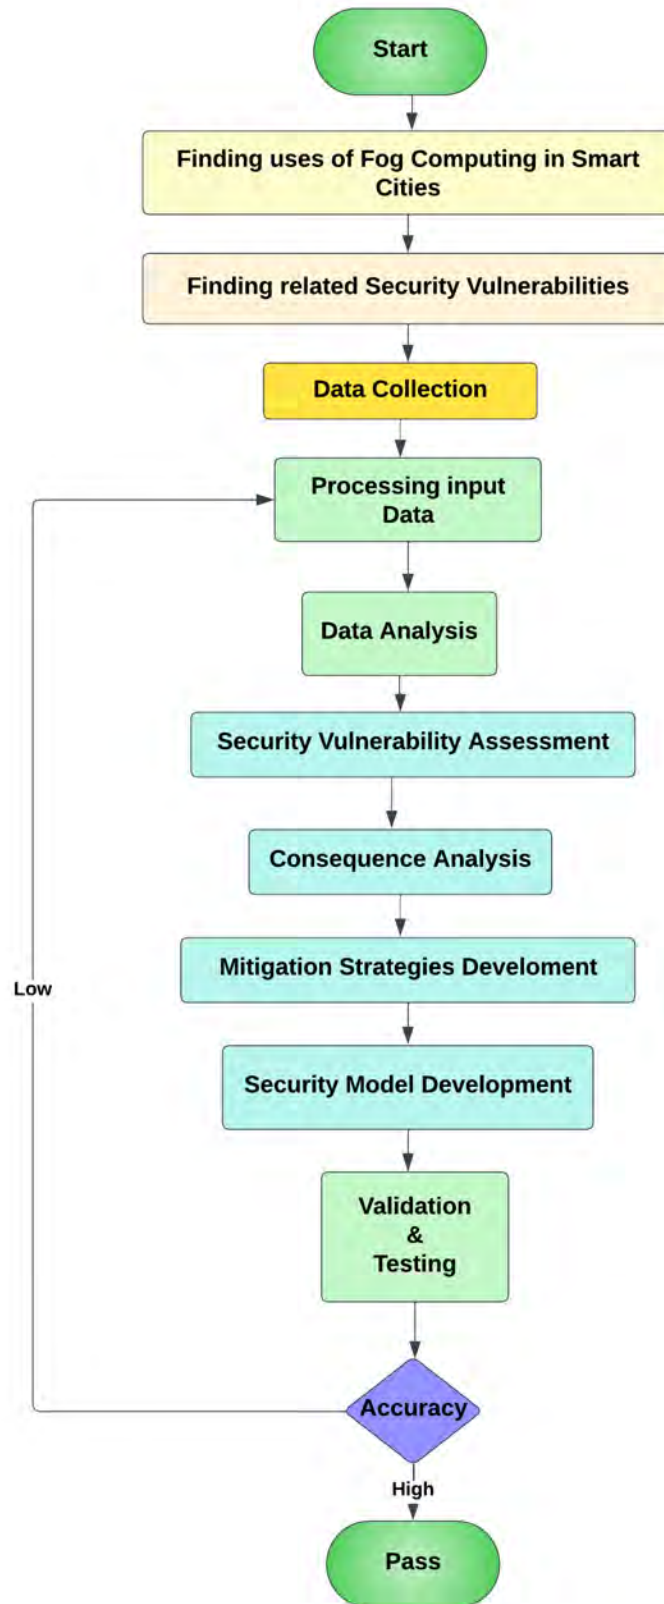 Start
Finding uses of Fog Computing in Smart
Cities
Finding related Security Vulnerabilities
Data Collection
Processing input
Data
Data Analysis
Security Vulnerability Assessment
Consequence Analysis
Mitigation Strategies Develoment
Low
Security Model Development
Validation
&
Testing
Accuracy
High
Pass